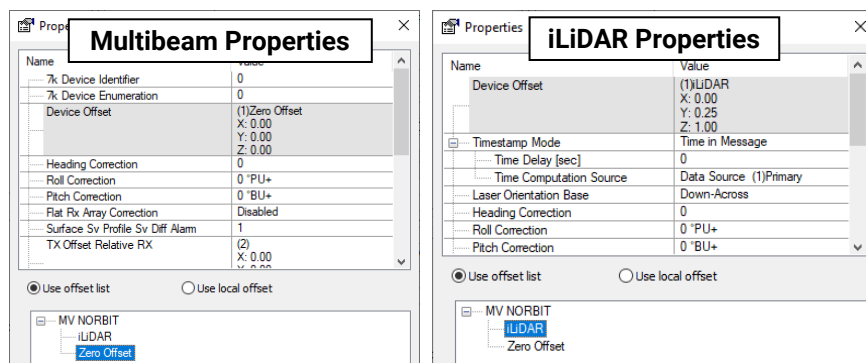 Prope
Multibeam Properties
Name
Value
7k Device Identifier
0
7k Device Enumeration
0
Device Offset
(1)Zero Offset
X: 0.00
Y: 0.00
Z: 0.00
Heading Correction
0
Roll Correction
0 °PU+
Pitch Correction
0 °BU+
Flat Rx Array Correction
Disabled
Surface Sv Profile Sv Diff Alarm
1
TX Offset Relative RX
(2)
X: 0.00
Y: 0.00
Use offset list
Use local offset
MV NORBIT
iLiDAR
Zero Offset
Properties
iLiDAR Properties
Name
Value
Device Offset
(1)iLiDAR
X: 0.00
Y: 0.25
Z: 1.00
Timestamp Mode
Time in Message
Time Delay [sec]
0
Time Computation Source
Data Source (1)Primary
Laser Orientation Base
Down-Across
Heading Correction
0
Roll Correction
0 °PU+
Pitch Correction
0 °BU+
Use offset list
Use local offset
MV NORBIT
iLiDAR
Zero Offset